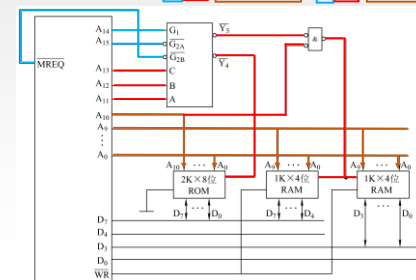 A₁₄
A₁₅
MREQ
A₁₃
A₁₂
A₁₁
A₁₀
A₉
⋮
A₀
G₁
G₂A
G₂B
C
B
A
Y₅
Y₄
&
A₁₀ ··· A₀
2K×8位
ROM
D₇ ··· D₀
A₉ ··· A₀
1K×4位
RAM
D₇ ··· D₄
A₉ ··· A₀
1K×4位
RAM
D₃ D₀
D₇
D₄
D₃
D₀
WR